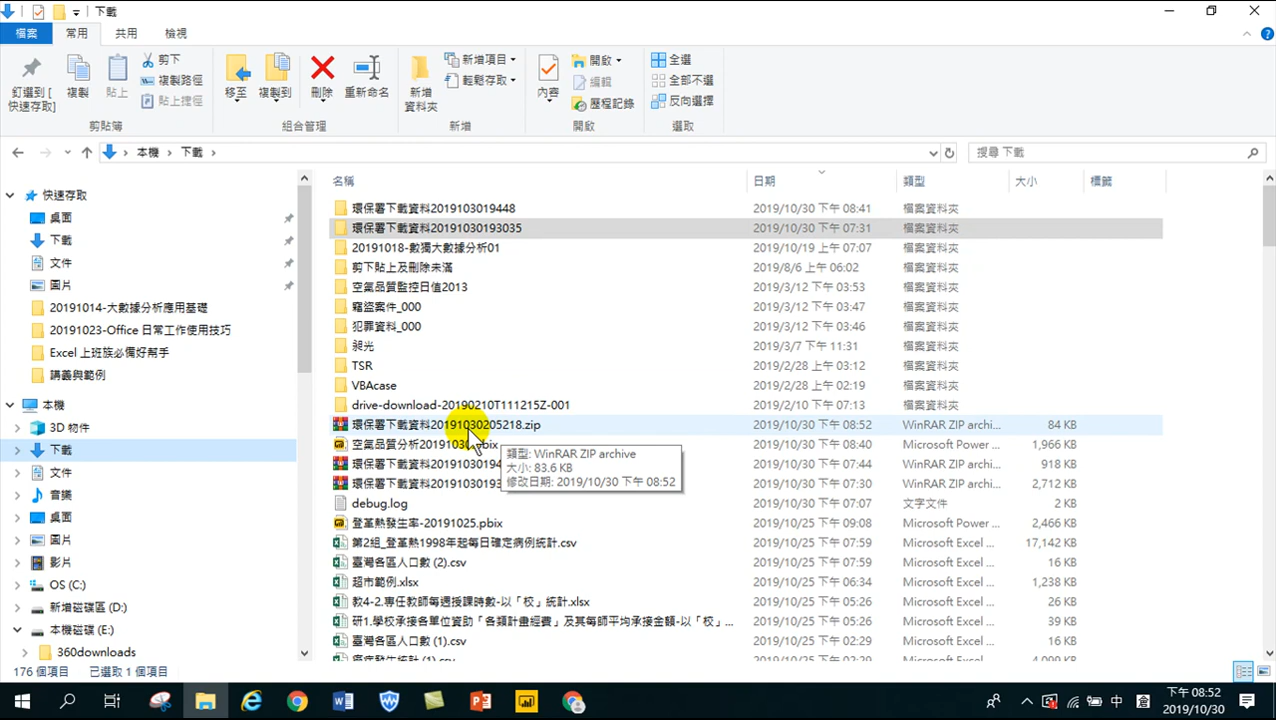 下載
檔案 常用 共用 檢視
釘選到 [快速存取]
複製
貼上
剪下
複製路徑
貼上捷徑
剪貼簿
移至
複製到
刪除
重新命名
組合管理
新增資料夾
新增項目
輕鬆存取
新增
內容
開啟
編輯
歷程記錄
開啟
全選
全部不選
反向選擇
選取
本機 下載
搜尋 下載
快速存取
桌面
下載
文件
圖片
20191014-大數據分析應用基礎
20191023-Office 日常工作使用技巧
Excel 上班族必備好幫手
講義與範例
本機
3D 物件
下載
文件
音樂
桌面
圖片
影片
OS (C:)
新增磁碟區 (D:)
本機磁碟 (E:)
360downloads
名稱 日期 類型 大小 標籤
環保署下載資料2019103019448 2019/10/30 下午 08:41 檔案資料夾
環保署下載資料20191030193035 2019/10/30 下午 07:31 檔案資料夾
20191018-數獨大數據分析01 2019/10/19 上午 07:07 檔案資料夾
剪下貼上及刪除未滿 2019/8/6 上午 06:02 檔案資料夾
空氣品質監控日值2013 2019/3/12 下午 03:53 檔案資料夾
竊盜案件_000 2019/3/12 下午 03:47 檔案資料夾
犯罪資料_000 2019/3/12 下午 03:46 檔案資料夾
昶光 2019/3/7 下午 11:31 檔案資料夾
TSR 2019/2/28 上午 03:12 檔案資料夾
VBAcase 2019/2/28 上午 02:19 檔案資料夾
drive-download-20190210T111215Z-001 2019/2/10 下午 07:13 檔案資料夾
環保署下載資料20191030205218.zip 2019/10/30 下午 08:52 WinRAR ZIP archi... 84 KB
空氣品質分析20191030.pbix 2019/10/30 下午 08:40 Microsoft Power ... 1,966 KB
環保署下載資料20191030194 2019/10/30 下午 07:44 WinRAR ZIP archi... 918 KB
環保署下載資料20191030193 2019/10/30 下午 07:30 WinRAR ZIP archi... 2,712 KB
debug.log 2019/10/30 下午 07:07 文字文件 2 KB
登革熱發生率-20191025.pbix 2019/10/25 下午 09:08 Microsoft Power ... 2,466 KB
第2組_登革熱1998年起每日確定病例統計.csv 2019/10/25 下午 07:59 Microsoft Excel ... 17,142 KB
臺灣各區人口數 (2).csv 2019/10/25 下午 07:59 Microsoft Excel ... 16 KB
超市範例.xlsx 2019/10/25 下午 06:34 Microsoft Excel ... 1,238 KB
教4-2.專任教師每週授課時數-以「校」統計.xlsx 2019/10/25 下午 05:26 Microsoft Excel ... 26 KB
研1.學校承接各單位資助「各類計畫經費」及其每師平均承接金額-以「校」... 2019/10/25 下午 05:26 Microsoft Excel ... 39 KB
臺灣各區人口數 (1).csv 2019/10/25 下午 02:29 Microsoft Excel ... 16 KB
類型: WinRAR ZIP archive
大小: 83.6 KB
修改日期: 2019/10/30 下午 08:52
176 個項目 已選取 1 個項目
中
下午 08:52
2019/10/30